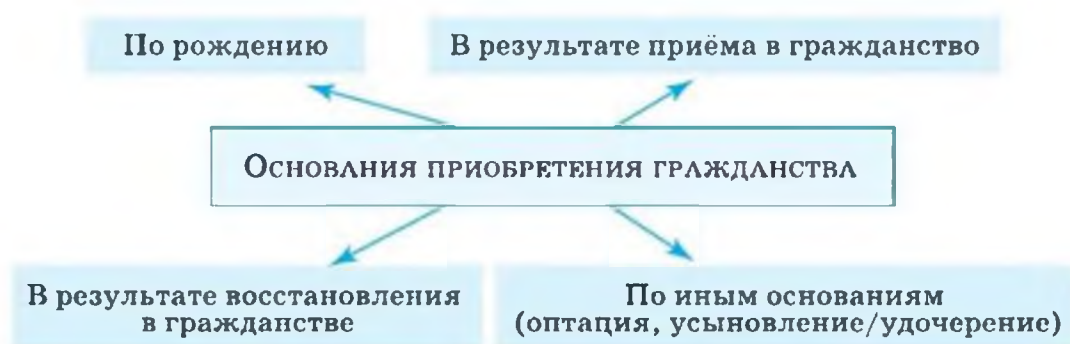 По рождению
В результате приёма в гражданство
Основания приобретения гражданства
В результате восстановления
в гражданстве
По иным основаниям
(оптация, усыновление/удочерение)